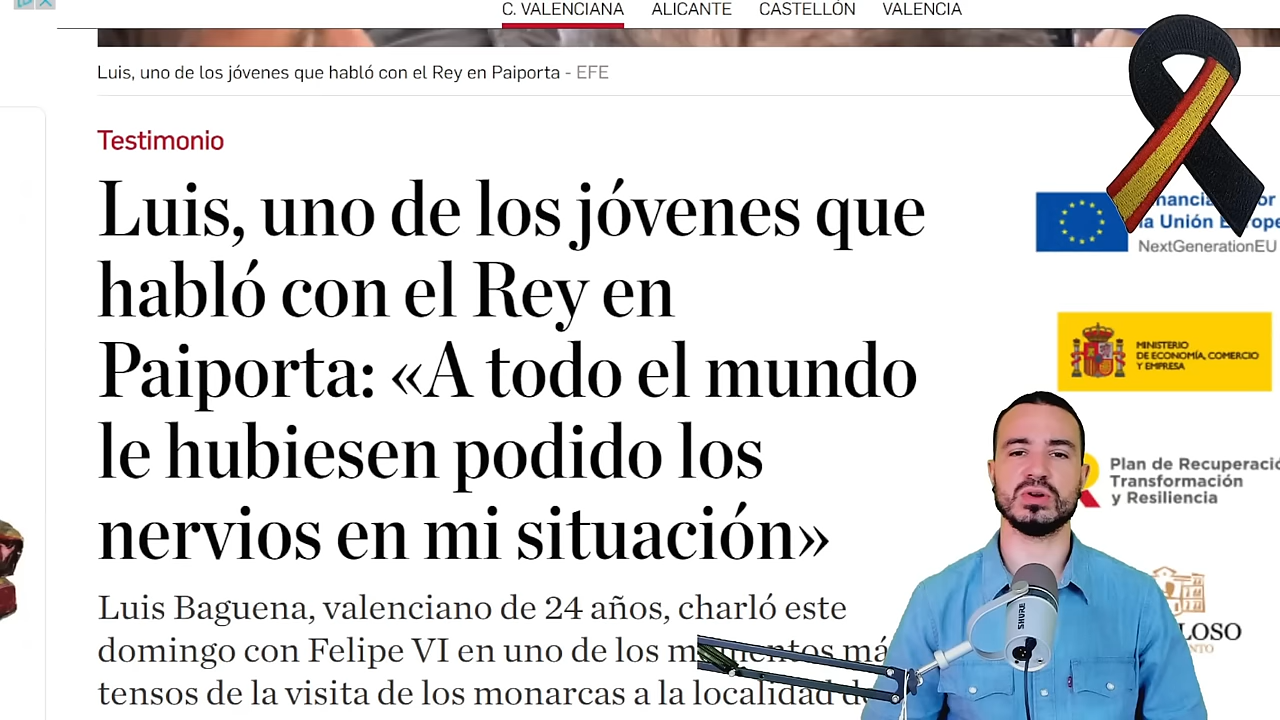 C. VALENCIANA ALICANTE CASTELLÓN VALENCIA
Luis, uno de los jóvenes que habló con el Rey en Paiporta - EFE
Testimonio
Luis, uno de los jóvenes que
habló con el Rey en
Paiporta: «A todo el mundo
le hubiesen podido los
nervios en mi situación»
Luis Baguena, valenciano de 24 años, charló este
domingo con Felipe VI en uno de los momentos má
tensos de la visita de los monarcas a la localidad de
la Unión Europe
NextGenerationEU
MINISTERIO
DE ECONOMÍA, COMERCIO
Y EMPRESA
Plan de Recuperació
Transformación
y Resiliencia
LOSO
SHURE